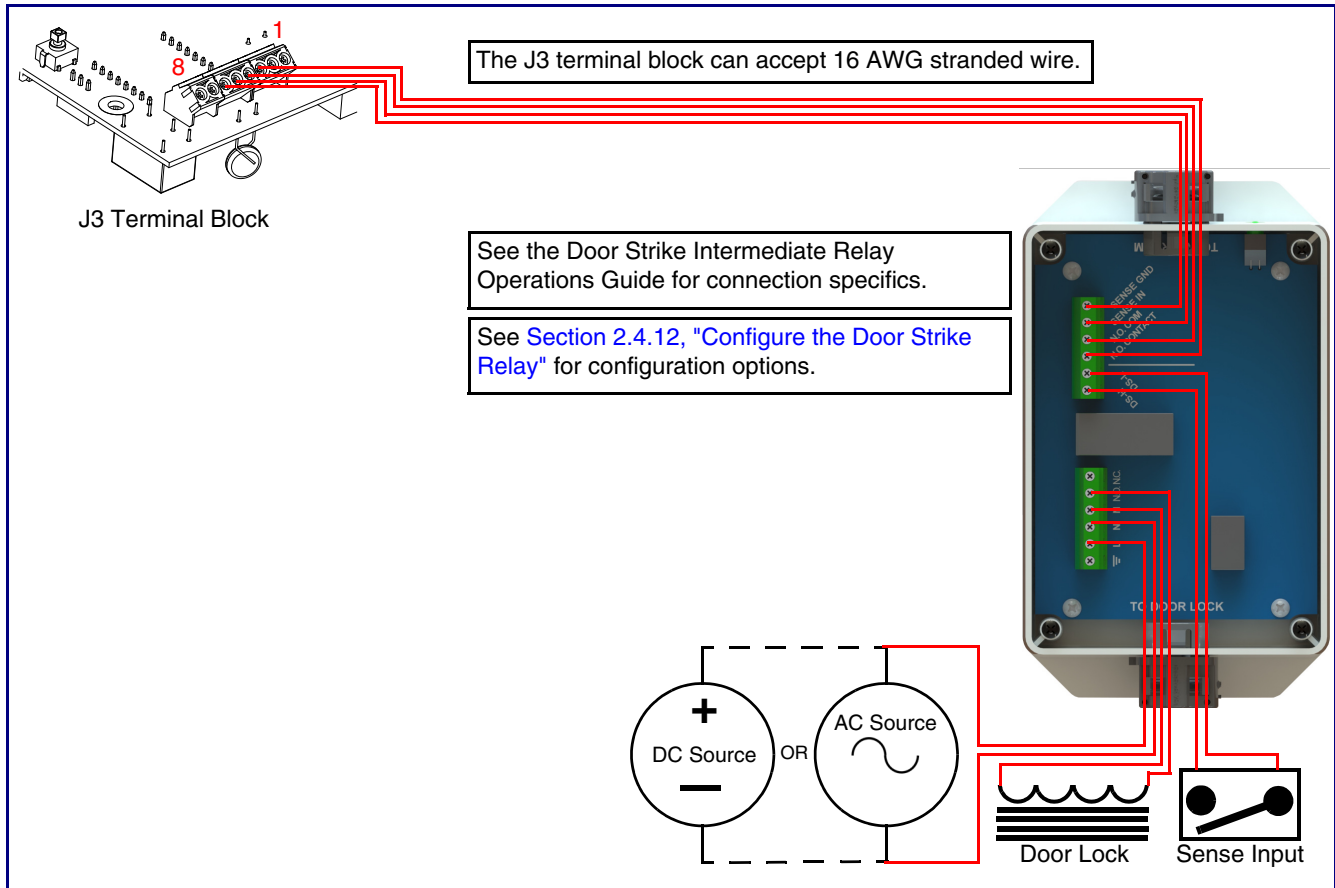 1
8
The J3 terminal block can accept 16 AWG stranded wire.
J3 Terminal Block
See the Door Strike Intermediate Relay
Operations Guide for connection specifics.
See Section 2.4.12, "Configure the Door Strike
Relay" for configuration options.
SENSE GND
SENSE IN
N.O. COM
N.O. CONTACT
DS-
DS+
N.C.
N.O.
N
L
TO DOOR LOCK
+
DC Source
OR
AC Source
Door Lock
Sense Input